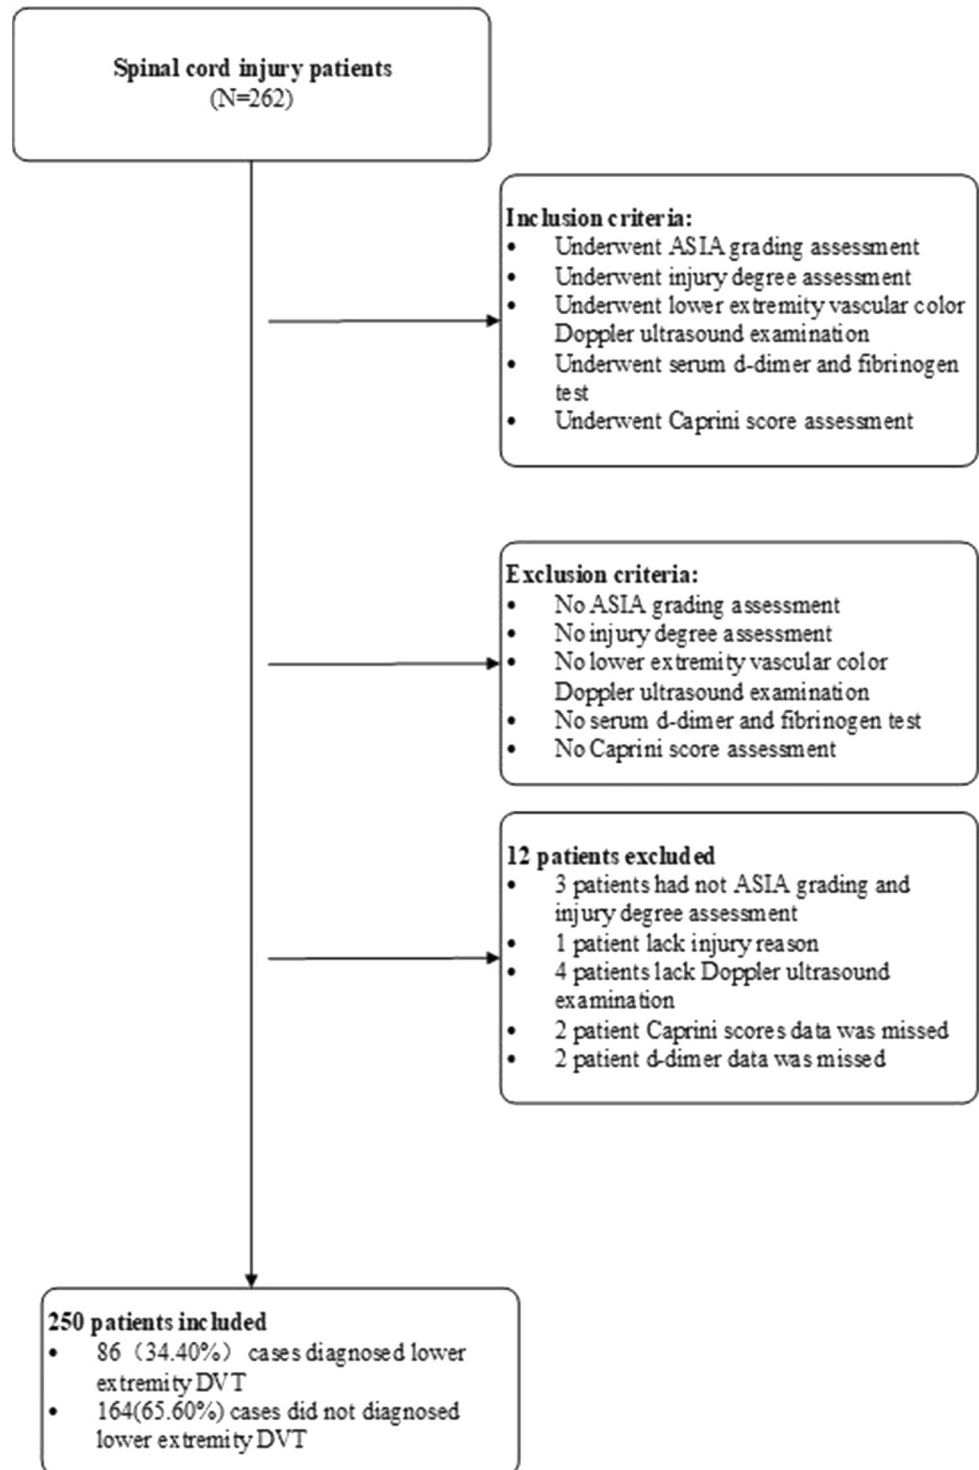 Spinal cord injury patients
(N=262)
Inclusion criteria:
• Underwent ASIA grading assessment
• Underwent injury degree assessment
• Underwent lower extremity vascular color
Doppler ultrasound examination
• Underwent serum d-dimer and fibrinogen
test
• Underwent Caprini score assessment
Exclusion criteria:
• No ASIA grading assessment
• No injury degree assessment
• No lower extremity vascular color
Doppler ultrasound examination
• No serum d-dimer and fibrinogen test
• No Caprini score assessment
12 patients excluded
• 3 patients had not ASIA grading and
injury degree assessment
• 1 patient lack injury reason
• 4 patients lack Doppler ultrasound
examination
• 2 patient Caprini scores data was missed
• 2 patient d-dimer data was missed
250 patients included
• 86（34.40%）cases diagnosed lower
extremity DVT
• 164(65.60%) cases did not diagnosed
lower extremity DVT